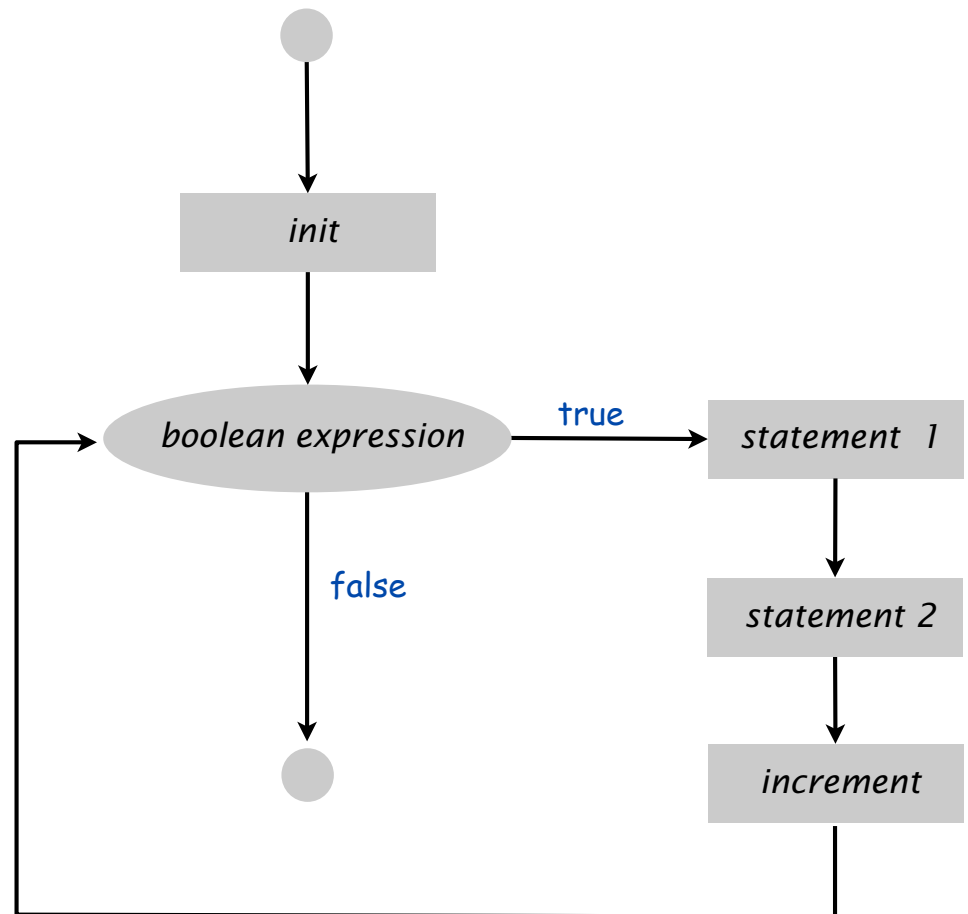 init
boolean expression
true
statement 1
false
statement 2
increment